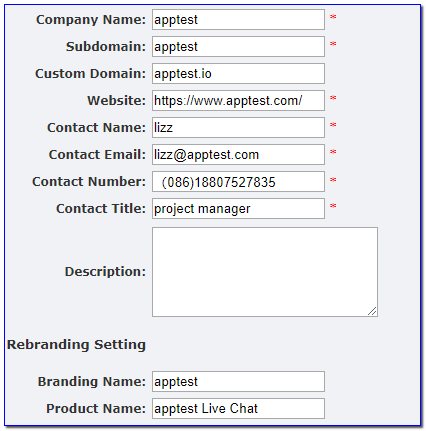 Company Name: apptest *
Subdomain: apptest *
Custom Domain: apptest.io
Website: https://www.apptest.com/ *
Contact Name: lizz *
Contact Email: lizz@apptest.com *
Contact Number: (086)18807527835 *
Contact Title: project manager *
Description:
Rebranding Setting
Branding Name: apptest
Product Name: apptest Live Chat